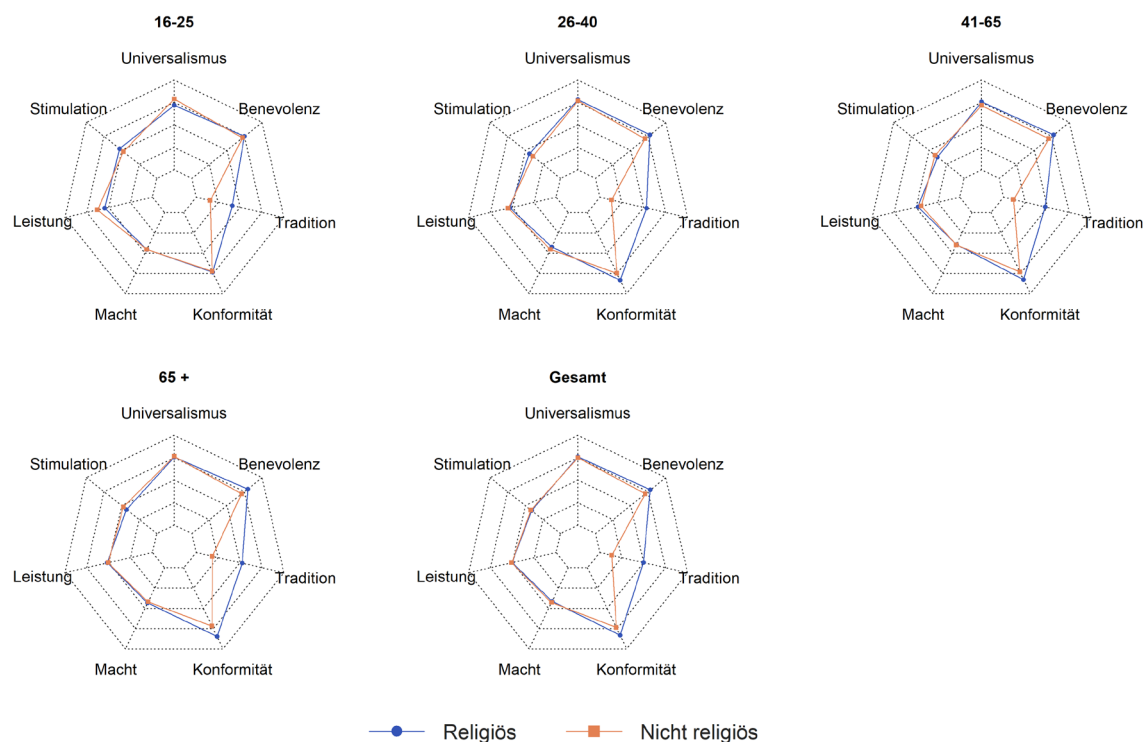 16-25
Universalismus
Stimulation
Benevolenz
Leistung
Tradition
Macht
Konformität
26-40
Universalismus
Stimulation
Benevolenz
Leistung
Tradition
Macht
Konformität
41-65
Universalismus
Stimulation
Benevolenz
Leistung
Tradition
Macht
Konformität
65 +
Universalismus
Stimulation
Benevolenz
Leistung
Tradition
Macht
Konformität
Gesamt
Universalismus
Stimulation
Benevolenz
Leistung
Tradition
Macht
Konformität
Religiös
Nicht religiös